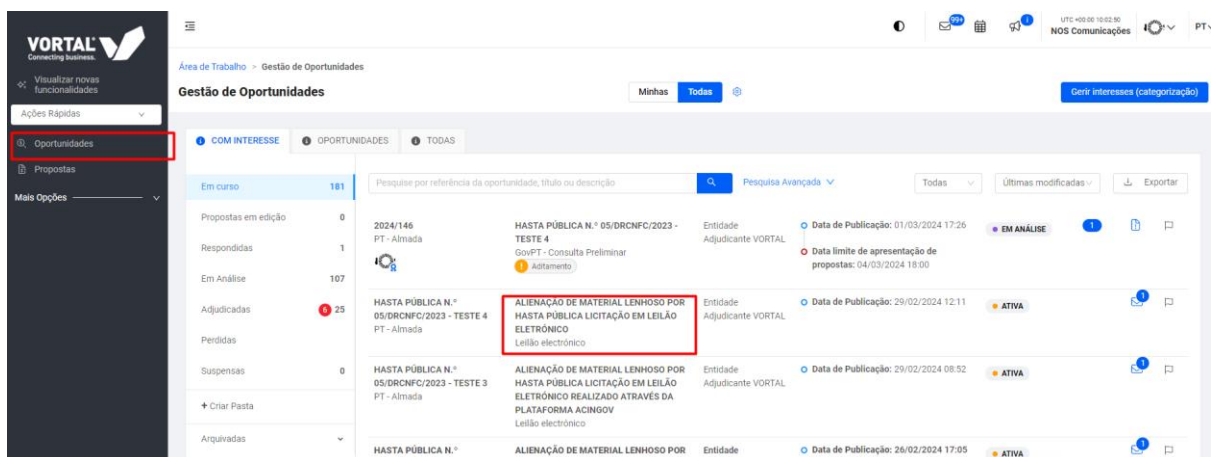 VORTAL
Connecting business.
Visualizar novas
funcionalidades
Ações Rápidas
Oportunidades
Propostas
Mais Opções
99+
UTC +00:00 10:02:50
NOS Comunicações
PT
Área de Trabalho > Gestão de Oportunidades
Gestão de Oportunidades
Minhas
Todas
Gerir interesses (categorização)
COM INTERESSE
OPORTUNIDADES
TODAS
Em curso 181
Propostas em edição 0
Respondidas 1
Em Análise 107
Adjudicadas 6 25
Perdidas
Suspensas 0
+ Criar Pasta
Arquivadas
Pesquise por referência da oportunidade, título ou descrição
Pesquisa Avançada
Todas
Últimas modificadas
Exportar
2024/146
PT - Almada
HASTA PÚBLICA N.º 05/DRCNFC/2023 -
TESTE 4
GovPT - Consulta Preliminar
Aditamento
Entidade
Adjudicante VORTAL
Data de Publicação: 01/03/2024 17:26
Data limite de apresentação de
propostas: 04/03/2024 18:00
EM ANÁLISE
1
HASTA PÚBLICA N.º
05/DRCNFC/2023 - TESTE 4
PT - Almada
ALIENAÇÃO DE MATERIAL LENHOSO POR
HASTA PÚBLICA LICITAÇÃO EM LEILÃO
ELETRÓNICO
Leilão electrónico
Entidade
Adjudicante VORTAL
Data de Publicação: 29/02/2024 12:11
ATIVA
1
HASTA PÚBLICA N.º
05/DRCNFC/2023 - TESTE 3
PT - Almada
ALIENAÇÃO DE MATERIAL LENHOSO POR
HASTA PÚBLICA LICITAÇÃO EM LEILÃO
ELETRÓNICO REALIZADO ATRAVÉS DA
PLATAFORMA ACINGOV
Leilão electrónico
Entidade
Adjudicante VORTAL
Data de Publicação: 29/02/2024 08:52
ATIVA
1
HASTA PÚBLICA N.º
ALIENAÇÃO DE MATERIAL LENHOSO POR
Entidade
Data de Publicação: 26/02/2024 17:05
ATIVA
1